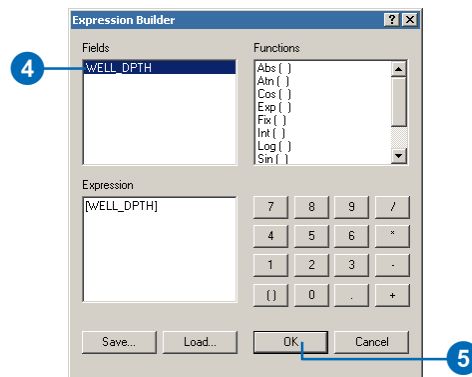 Expression Builder
Fields
Functions
4
WELL_DPTH
Abs ( )
Atn ( )
Cos ( )
Exp ( )
Fix ( )
Int ( )
Log ( )
Sin ( )
Expression
[WELL_DPTH]
7 8 9 /
4 5 6 *
1 2 3 -
( ) 0 . +
Save... Load... OK Cancel
5